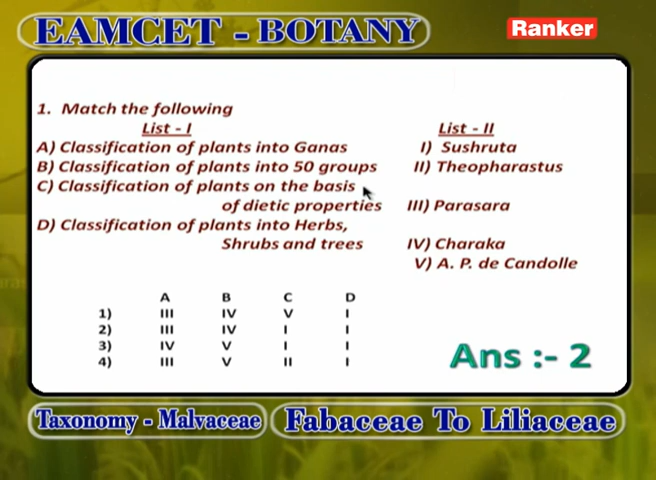 EAMCET - BOTANY
Ranker
1. Match the following
List - I List - II
A) Classification of plants into Ganas I) Sushruta
B) Classification of plants into 50 groups II) Theopharastus
C) Classification of plants on the basis
of dietic properties III) Parasara
D) Classification of plants into Herbs,
Shrubs and trees IV) Charaka
V) A. P. de Candolle
A B C D
1) III IV V I
2) III IV I I
3) IV V I I
4) III V II I
Ans :- 2
Taxonomy - Malvaceae
Fabaceae To Liliaceae